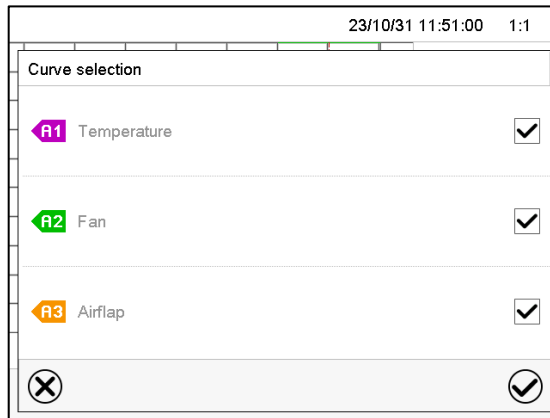 23/10/31 11:51:00 1:1
Curve selection
A1 Temperature
A2 Fan
A3 Airflap